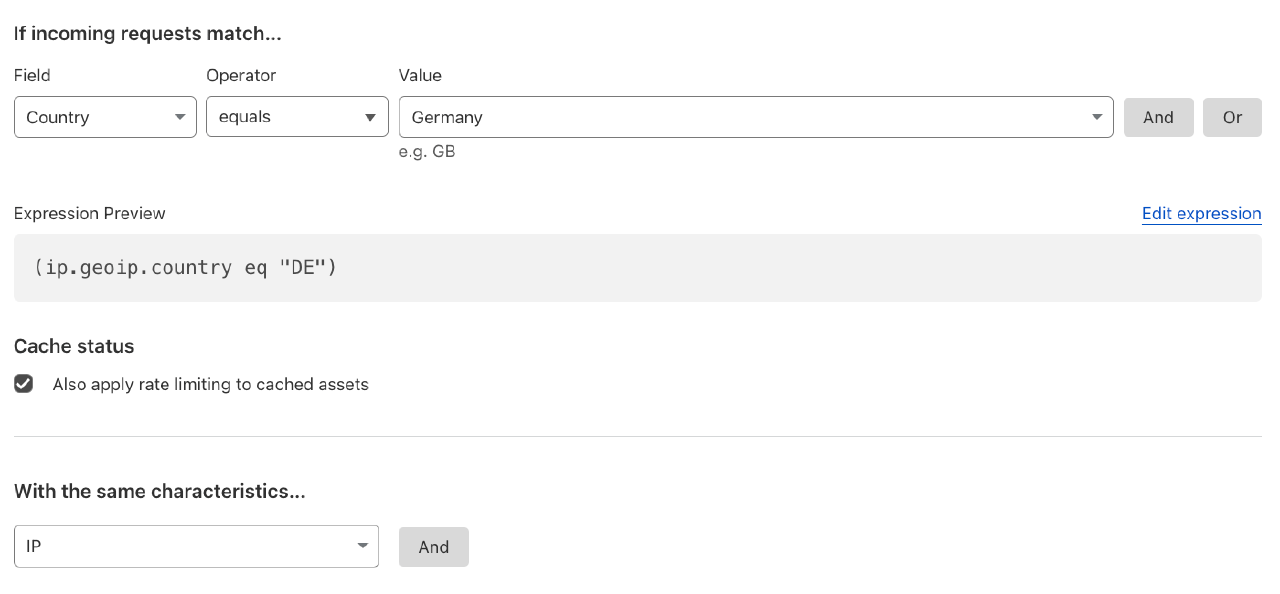 If incoming requests match...
Field Operator Value
Country equals Germany And Or
e.g. GB
Expression Preview Edit expression
(ip.geoip.country eq "DE")
Cache status
Also apply rate limiting to cached assets
With the same characteristics...
IP And